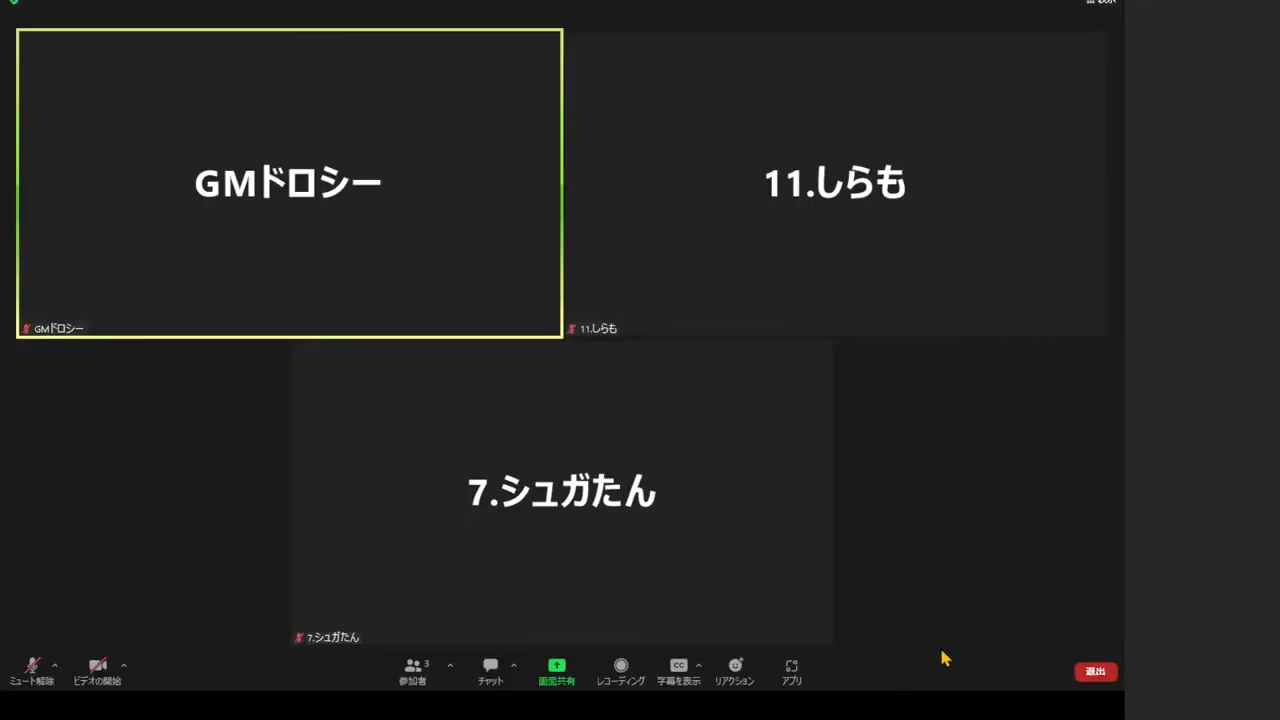 GMドロシー
11.しらも
GMドロシー
11.しらも
7.シュガたん
7.シュガたん
3
ミュート解除
ビデオの開始
参加者
チャット
画面共有
レコーディング
CC
字幕を表示
リアクション
アプリ
退出